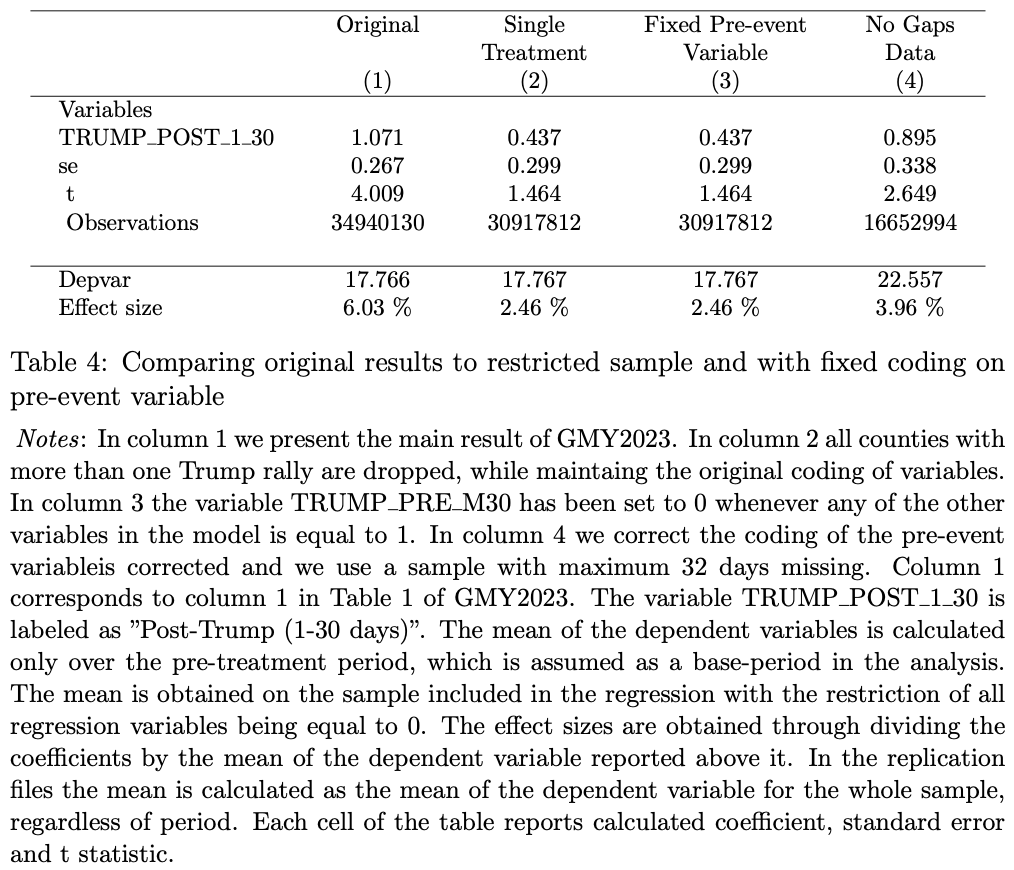 Original Single Fixed Pre-event No Gaps
Treatment Variable Data
(1) (2) (3) (4)
Variables
TRUMP_POST_1_30 1.071 0.437 0.437 0.895
se 0.267 0.299 0.299 0.338
t 4.009 1.464 1.464 2.649
Observations 34940130 30917812 30917812 16652994
Depvar 17.766 17.767 17.767 22.557
Effect size 6.03 % 2.46 % 2.46 % 3.96 %
Table 4: Comparing original results to restricted sample and with fixed coding on
pre-event variable
Notes: In column 1 we present the main result of GMY2023. In column 2 all counties with
more than one Trump rally are dropped, while maintaing the original coding of variables.
In column 3 the variable TRUMP_PRE_M30 has been set to 0 whenever any of the other
variables in the model is equal to 1. In column 4 we correct the coding of the pre-event
variableis corrected and we use a sample with maximum 32 days missing. Column 1
corresponds to column 1 in Table 1 of GMY2023. The variable TRUMP_POST_1_30 is
labeled as ”Post-Trump (1-30 days)”. The mean of the dependent variables is calculated
only over the pre-treatment period, which is assumed as a base-period in the analysis.
The mean is obtained on the sample included in the regression with the restriction of all
regression variables being equal to 0. The effect sizes are obtained through dividing the
coefficients by the mean of the dependent variable reported above it. In the replication
files the mean is calculated as the mean of the dependent variable for the whole sample,
regardless of period. Each cell of the table reports calculated coefficient, standard error
and t statistic.